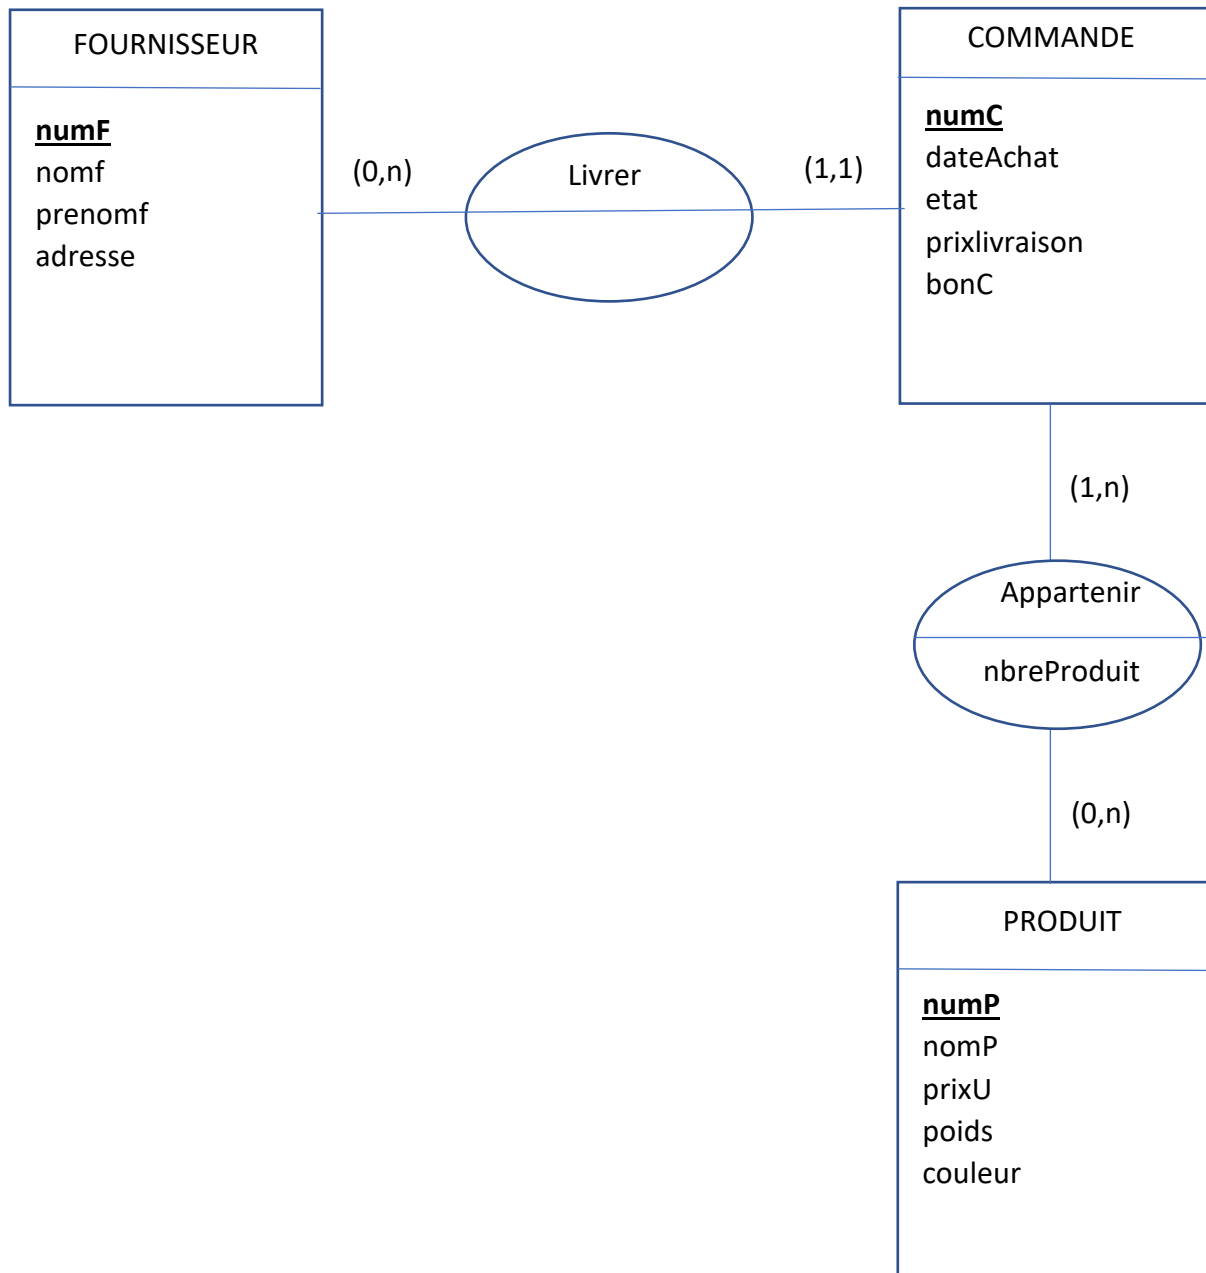 FOURNISSEUR
numF
nomf
prenomf
adresse
(0,n)
Livrer
(1,1)
COMMANDE
numC
dateAchat
etat
prixlivraison
bonC
(1,n)
Appartenir
nbreProduit
(0,n)
PRODUIT
numP
nomP
prixU
poids
couleur